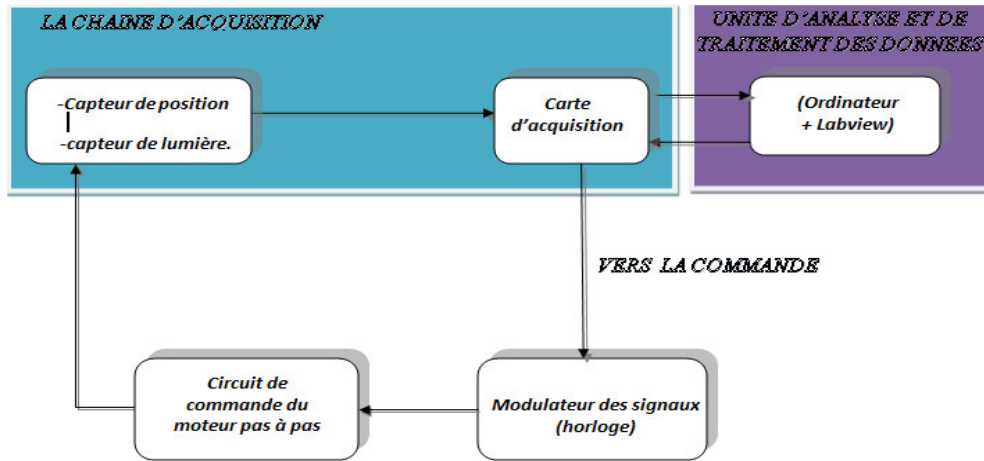 LA CHAINE D'ACQUISITION
UNITE D'ANALYSE ET DE
TRAITEMENT DES DONNEES
-Capteur de position
-capteur de lumière.
Carte
d'acquisition
(Ordinateur
+ Labview)
VERS LA COMMANDE
Circuit de
commande du
moteur pas à pas
Modulateur des signaux
(horloge)